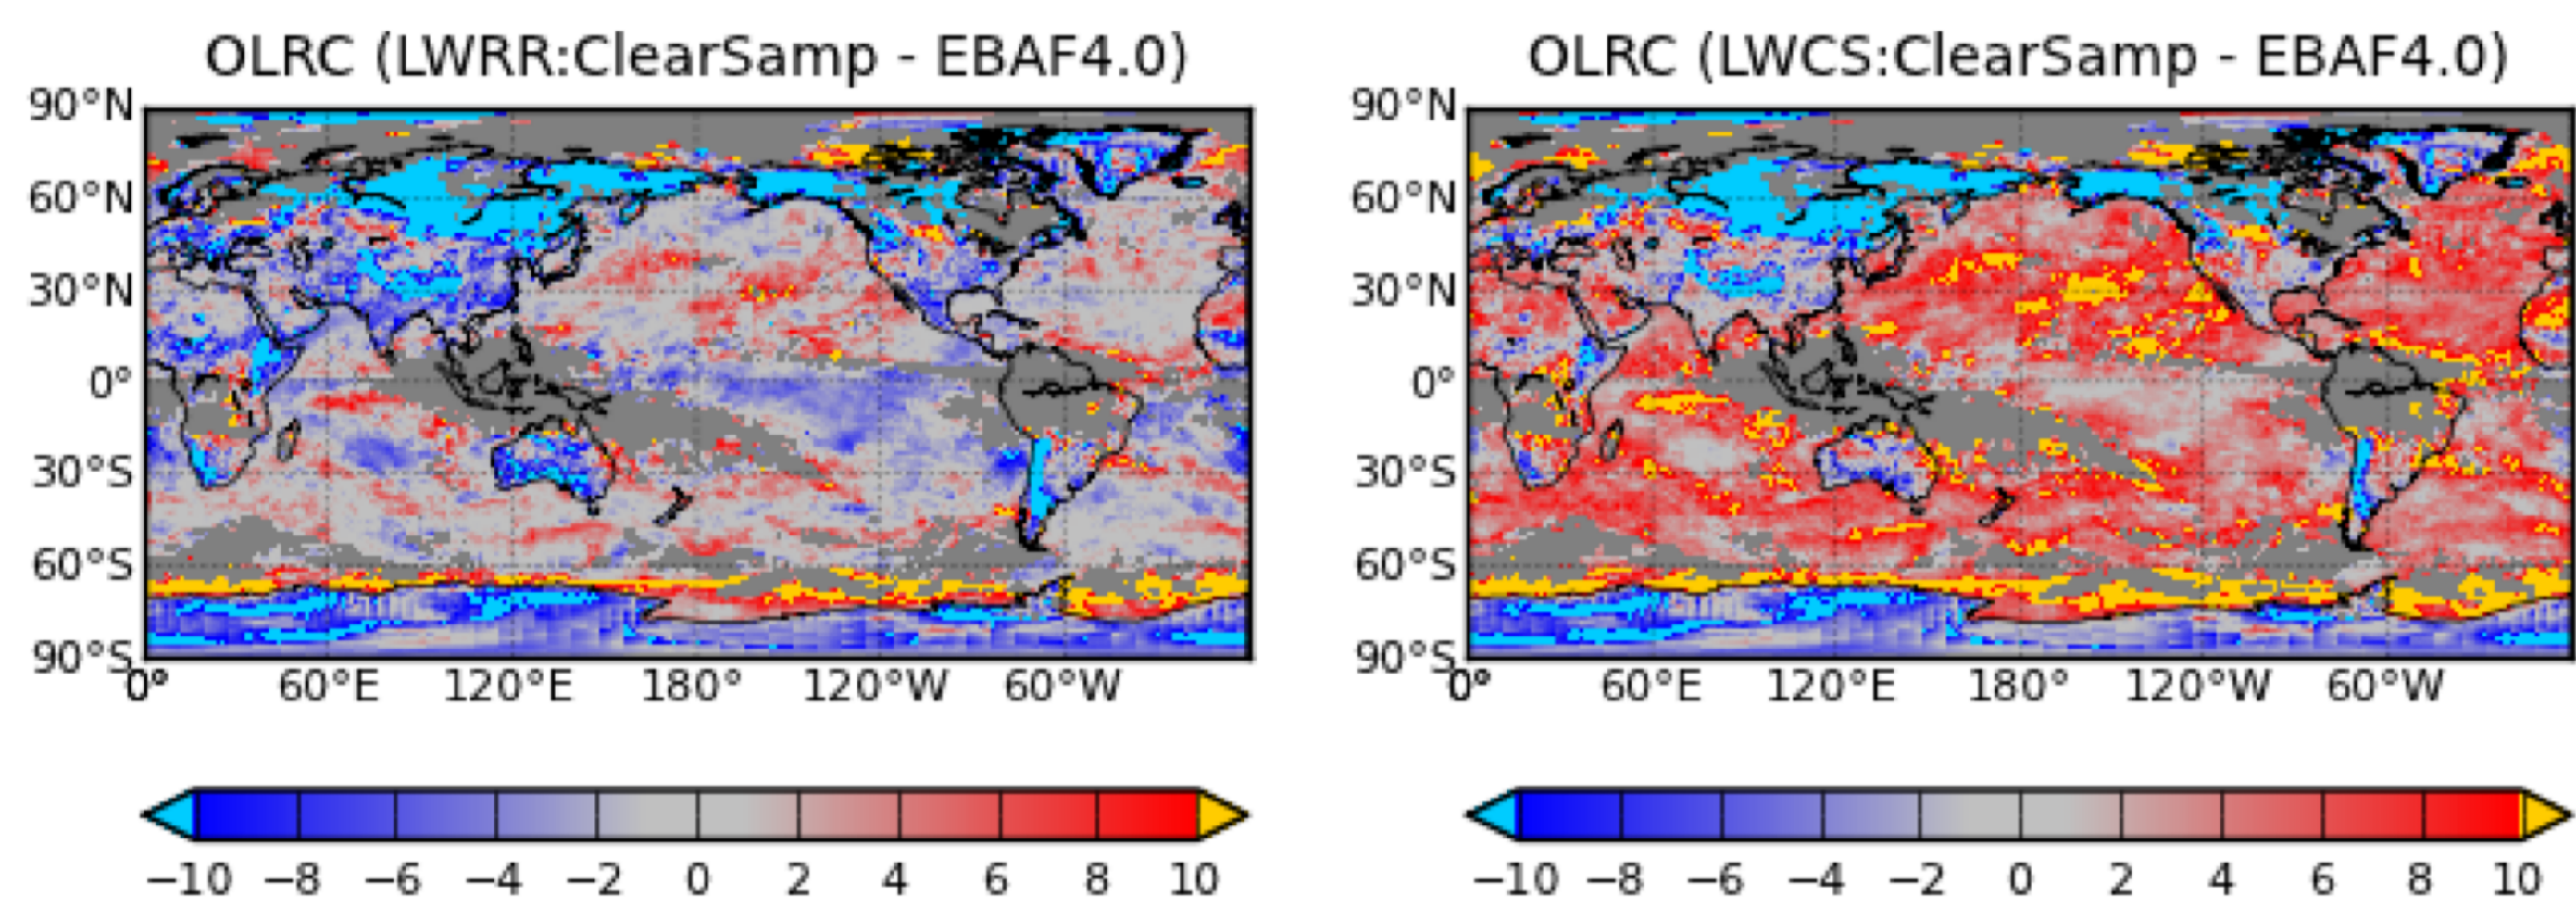 OLRC (LWRR:ClearSamp - EBAF4.0)
90°N
60°N
30°N
0°
30°S
60°S
90°S
0° 60°E 120°E 180° 120°W 60°W
−10 −8 −6 −4 −2 0 2 4 6 8 10
OLRC (LWCS:ClearSamp - EBAF4.0)
90°N
60°N
30°N
0°
30°S
60°S
90°S
0° 60°E 120°E 180° 120°W 60°W
−10 −8 −6 −4 −2 0 2 4 6 8 10